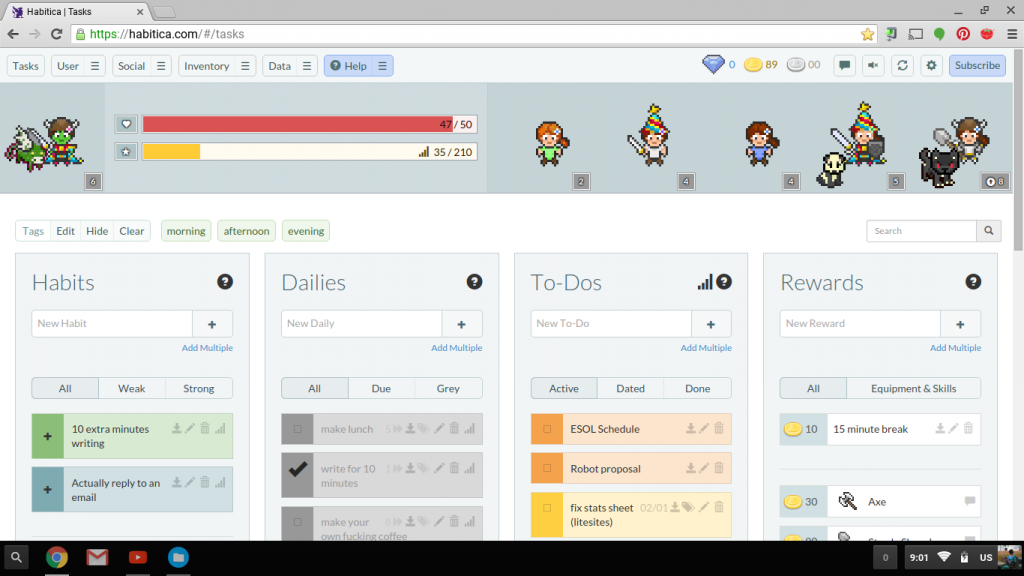 Habitica | Tasks
https://habitica.com/#/tasks
Tasks User Social Inventory Data Help 0 89 00 Subscribe
47 / 50
35 / 210
6 2 4 4 5 8
Tags Edit Hide Clear morning afternoon evening Search
Habits
New Habit
Add Multiple
All Weak Strong
10 extra minutes
writing
Actually reply to an
email
Dailies
New Daily
Add Multiple
All Due Grey
make lunch 5
write for 10 1
minutes
make your 0
own fucking coffee
To-Dos
New To-Do
Add Multiple
Active Dated Done
ESOL Schedule
Robot proposal
fix stats sheet 02/01
(litesites)
Rewards
New Reward
Add Multiple
All Equipment & Skills
10 15 minute break
30 Axe
0 9:01 US